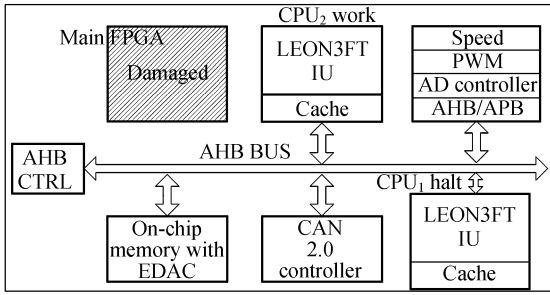 CPU₂ work
Main FPGA
Damaged
LEON3FT
IU
Cache
Speed
PWM
AD controller
AHB/APB
AHB BUS
AHB
CTRL
CPU₁ halt
On-chip
memory with
EDAC
CAN
2.0
controller
LEON3FT
IU
Cache